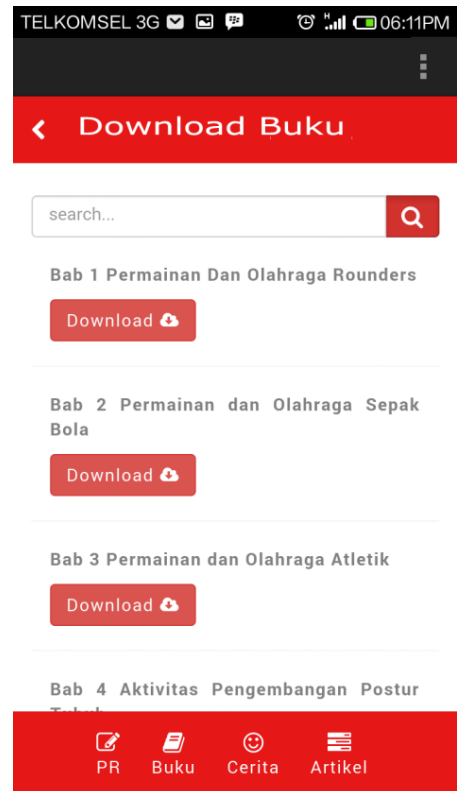 TELKOMSEL 3G 06:11PM
H
Download Buku
search...
Bab 1 Permainan Dan Olahraga Rounders
Download
Bab 2 Permainan dan Olahraga Sepak
Bola
Download
Bab 3 Permainan dan Olahraga Atletik
Download
Bab 4 Aktivitas Pengembangan Postur
PR Buku Cerita Artikel